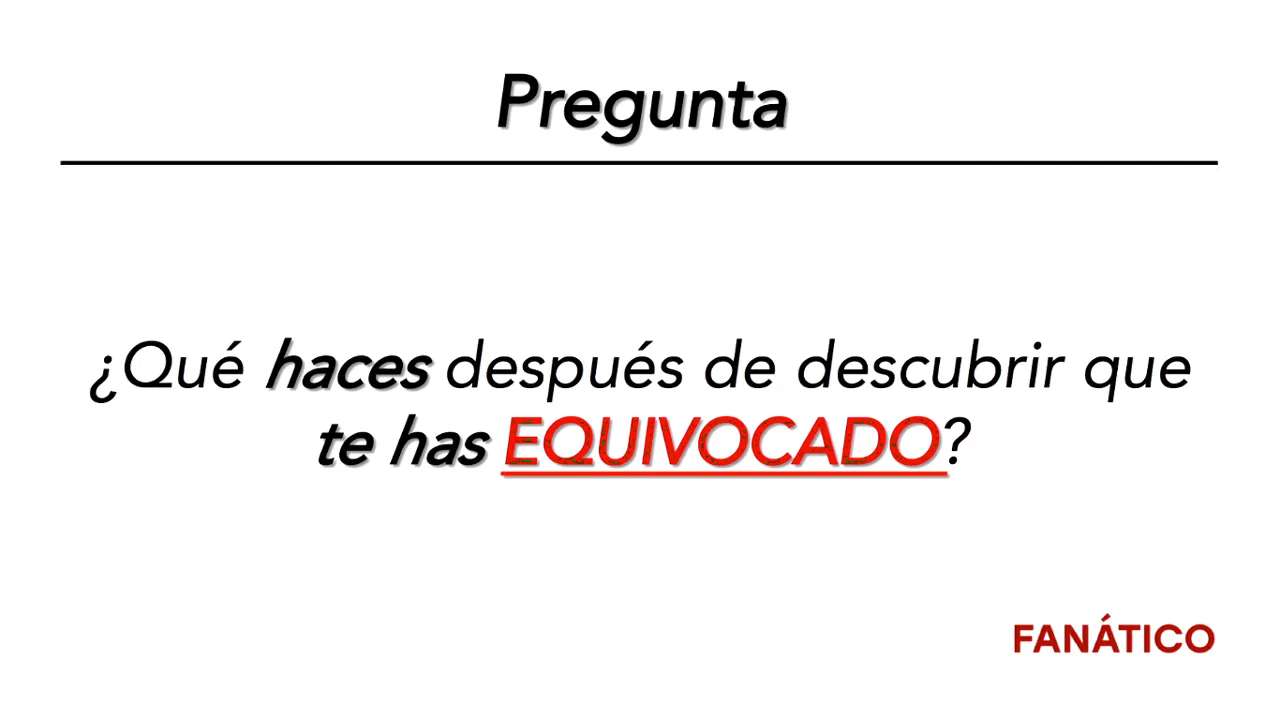 Pregunta
¿Qué haces después de descubrir que
te has EQUIVOCADO?
FANÁTICO